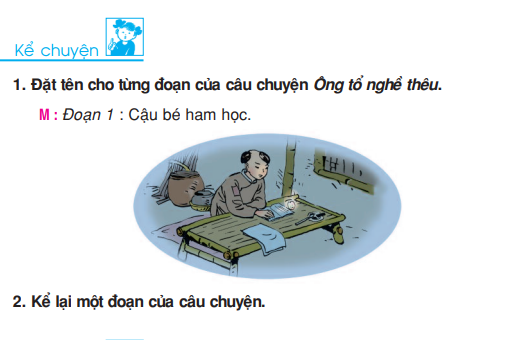 Kể chuyện
1. Đặt tên cho từng đoạn của câu chuyện Ông tổ nghề thêu.
M : Đoạn 1 : Cậu bé ham học.
2. Kể lại một đoạn của câu chuyện.